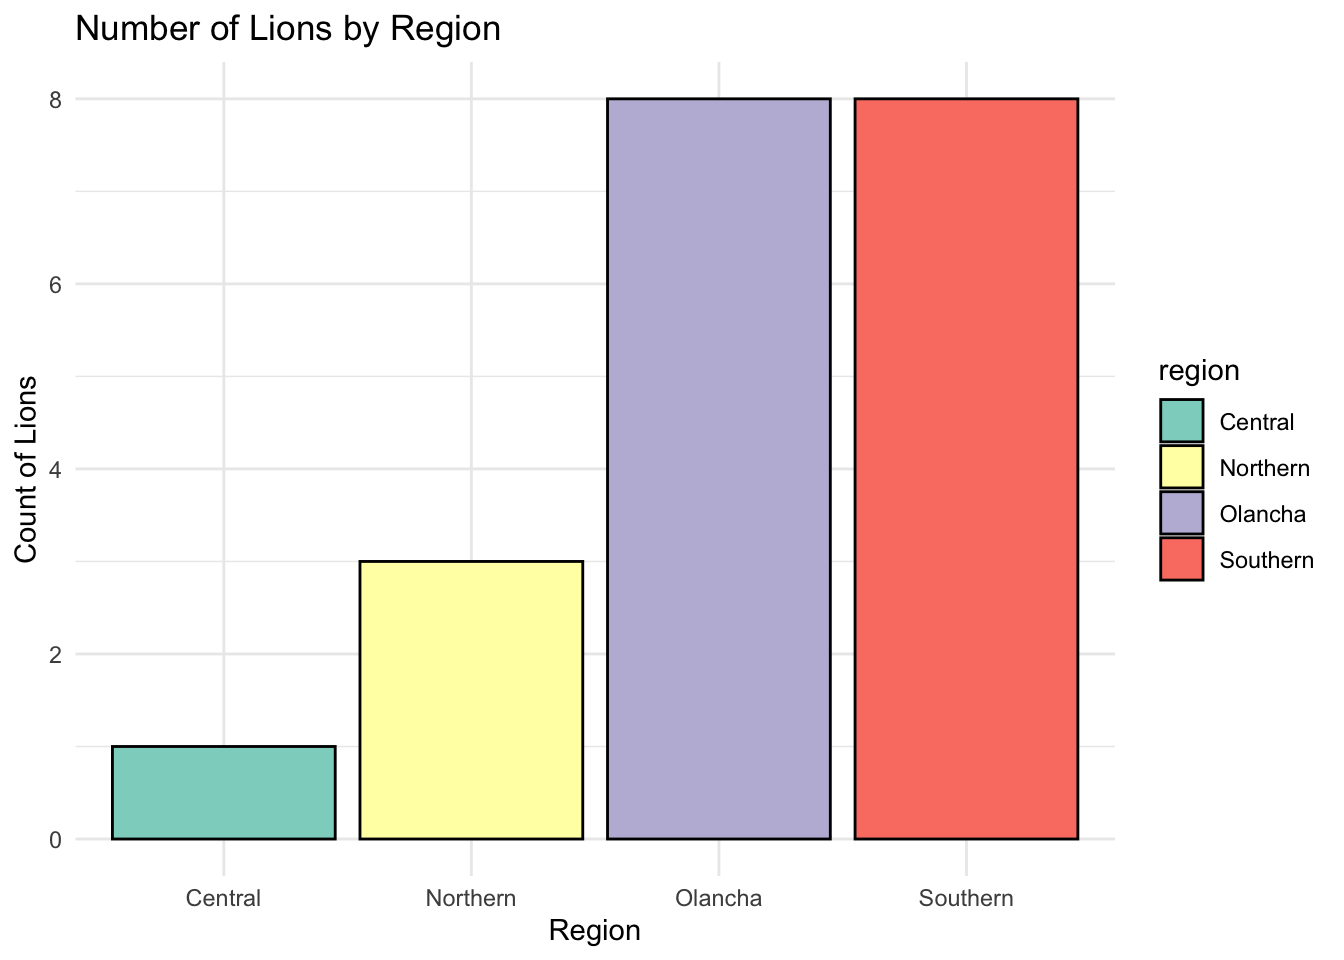 Number of Lions by Region
Count of Lions
8
6
4
2
0
Central Northern Olancha Southern
Region
region
Central
Northern
Olancha
Southern